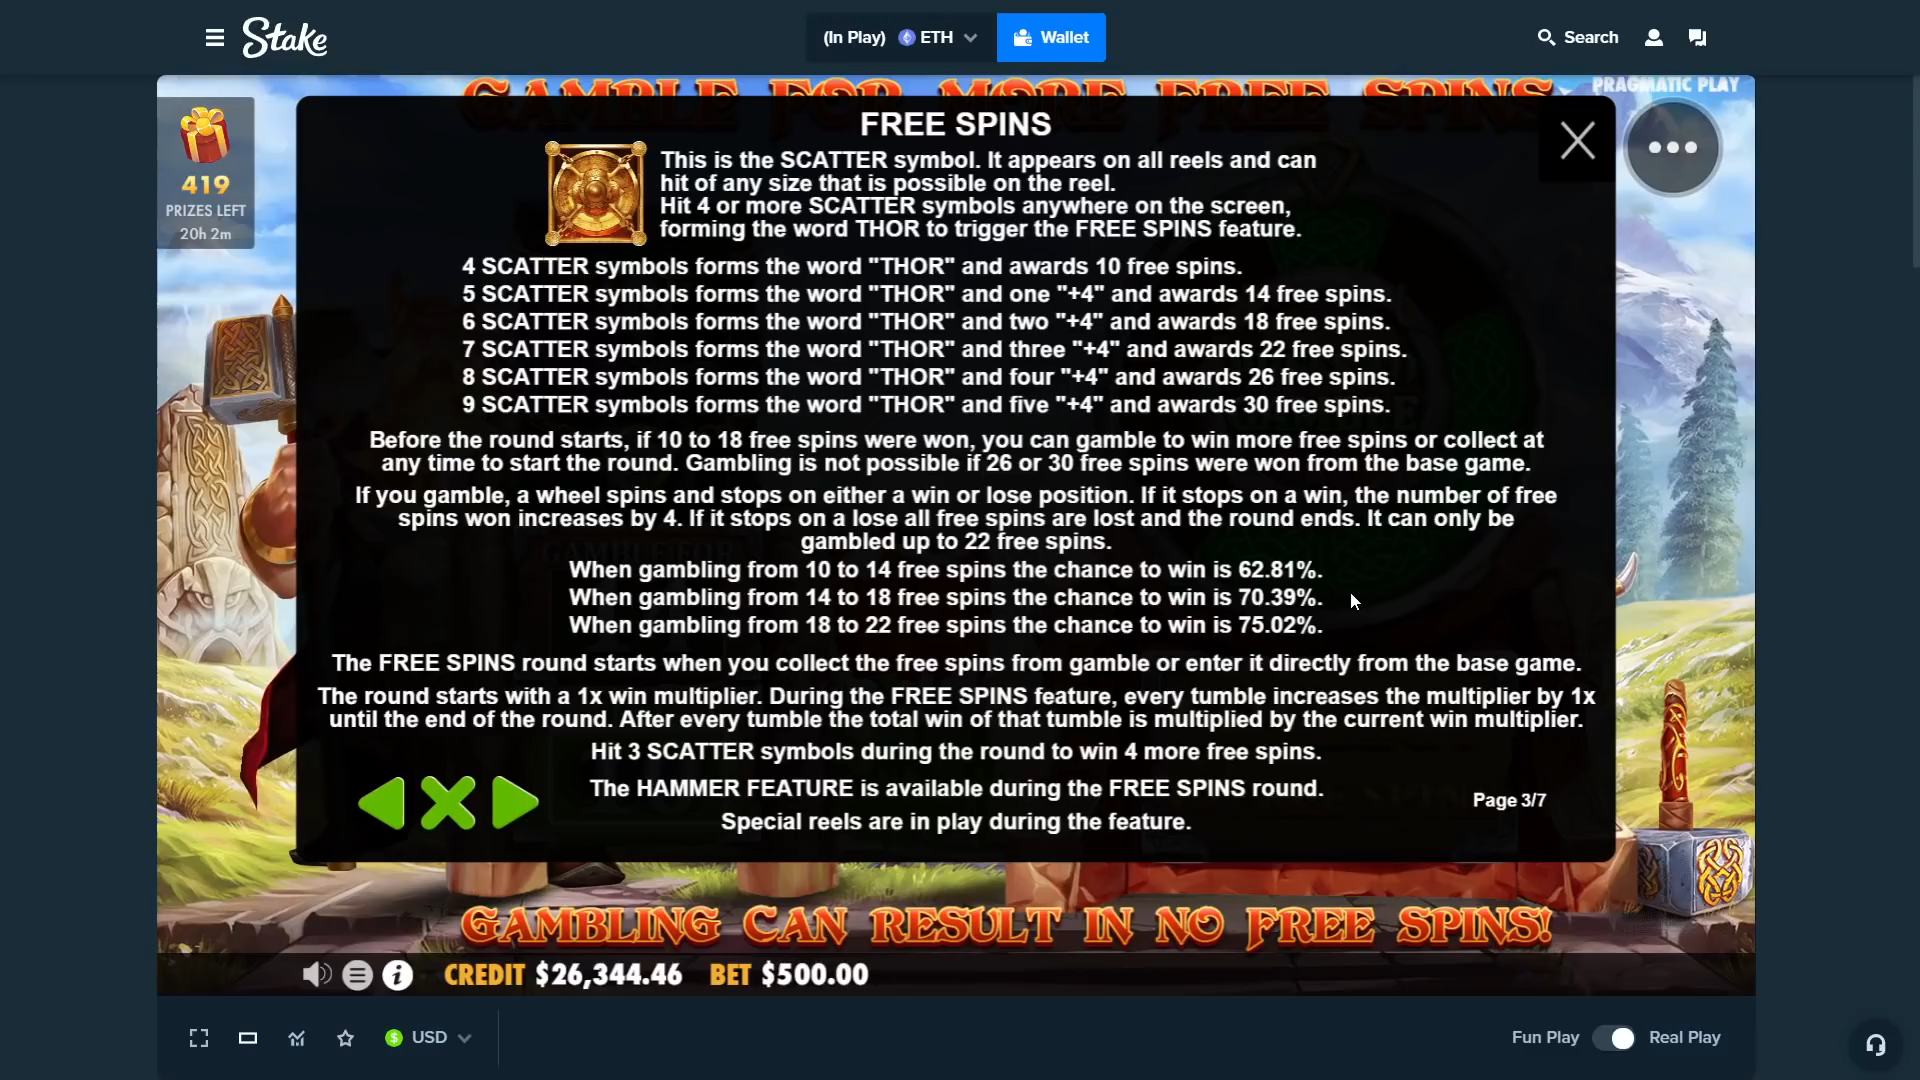 Stake
(In Play) ETH
Wallet
Search
GAMBLE FOR MORE FREE SPINS
PRAGMATIC PLAY
419
PRIZES LEFT
20h 2m
FREE SPINS
This is the SCATTER symbol. It appears on all reels and can
hit of any size that is possible on the reel.
Hit 4 or more SCATTER symbols anywhere on the screen,
forming the word THOR to trigger the FREE SPINS feature.
4 SCATTER symbols forms the word "THOR" and awards 10 free spins.
5 SCATTER symbols forms the word "THOR" and one "+4" and awards 14 free spins.
6 SCATTER symbols forms the word "THOR" and two "+4" and awards 18 free spins.
7 SCATTER symbols forms the word "THOR" and three "+4" and awards 22 free spins.
8 SCATTER symbols forms the word "THOR" and four "+4" and awards 26 free spins.
9 SCATTER symbols forms the word "THOR" and five "+4" and awards 30 free spins.
Before the round starts, if 10 to 18 free spins were won, you can gamble to win more free spins or collect at
any time to start the round. Gambling is not possible if 26 or 30 free spins were won from the base game.
If you gamble, a wheel spins and stops on either a win or lose position. If it stops on a win, the number of free
spins won increases by 4. If it stops on a lose all free spins are lost and the round ends. It can only be
gambled up to 22 free spins.
When gambling from 10 to 14 free spins the chance to win is 62.81%.
When gambling from 14 to 18 free spins the chance to win is 70.39%.
When gambling from 18 to 22 free spins the chance to win is 75.02%.
The FREE SPINS round starts when you collect the free spins from gamble or enter it directly from the base game.
The round starts with a 1x win multiplier. During the FREE SPINS feature, every tumble increases the multiplier by 1x
until the end of the round. After every tumble the total win of that tumble is multiplied by the current win multiplier.
Hit 3 SCATTER symbols during the round to win 4 more free spins.
The HAMMER FEATURE is available during the FREE SPINS round.
Page 3/7
Special reels are in play during the feature.
GAMBLING CAN RESULT IN NO FREE SPINS!
CREDIT $26,344.46 BET $500.00
USD
Fun Play
Real Play